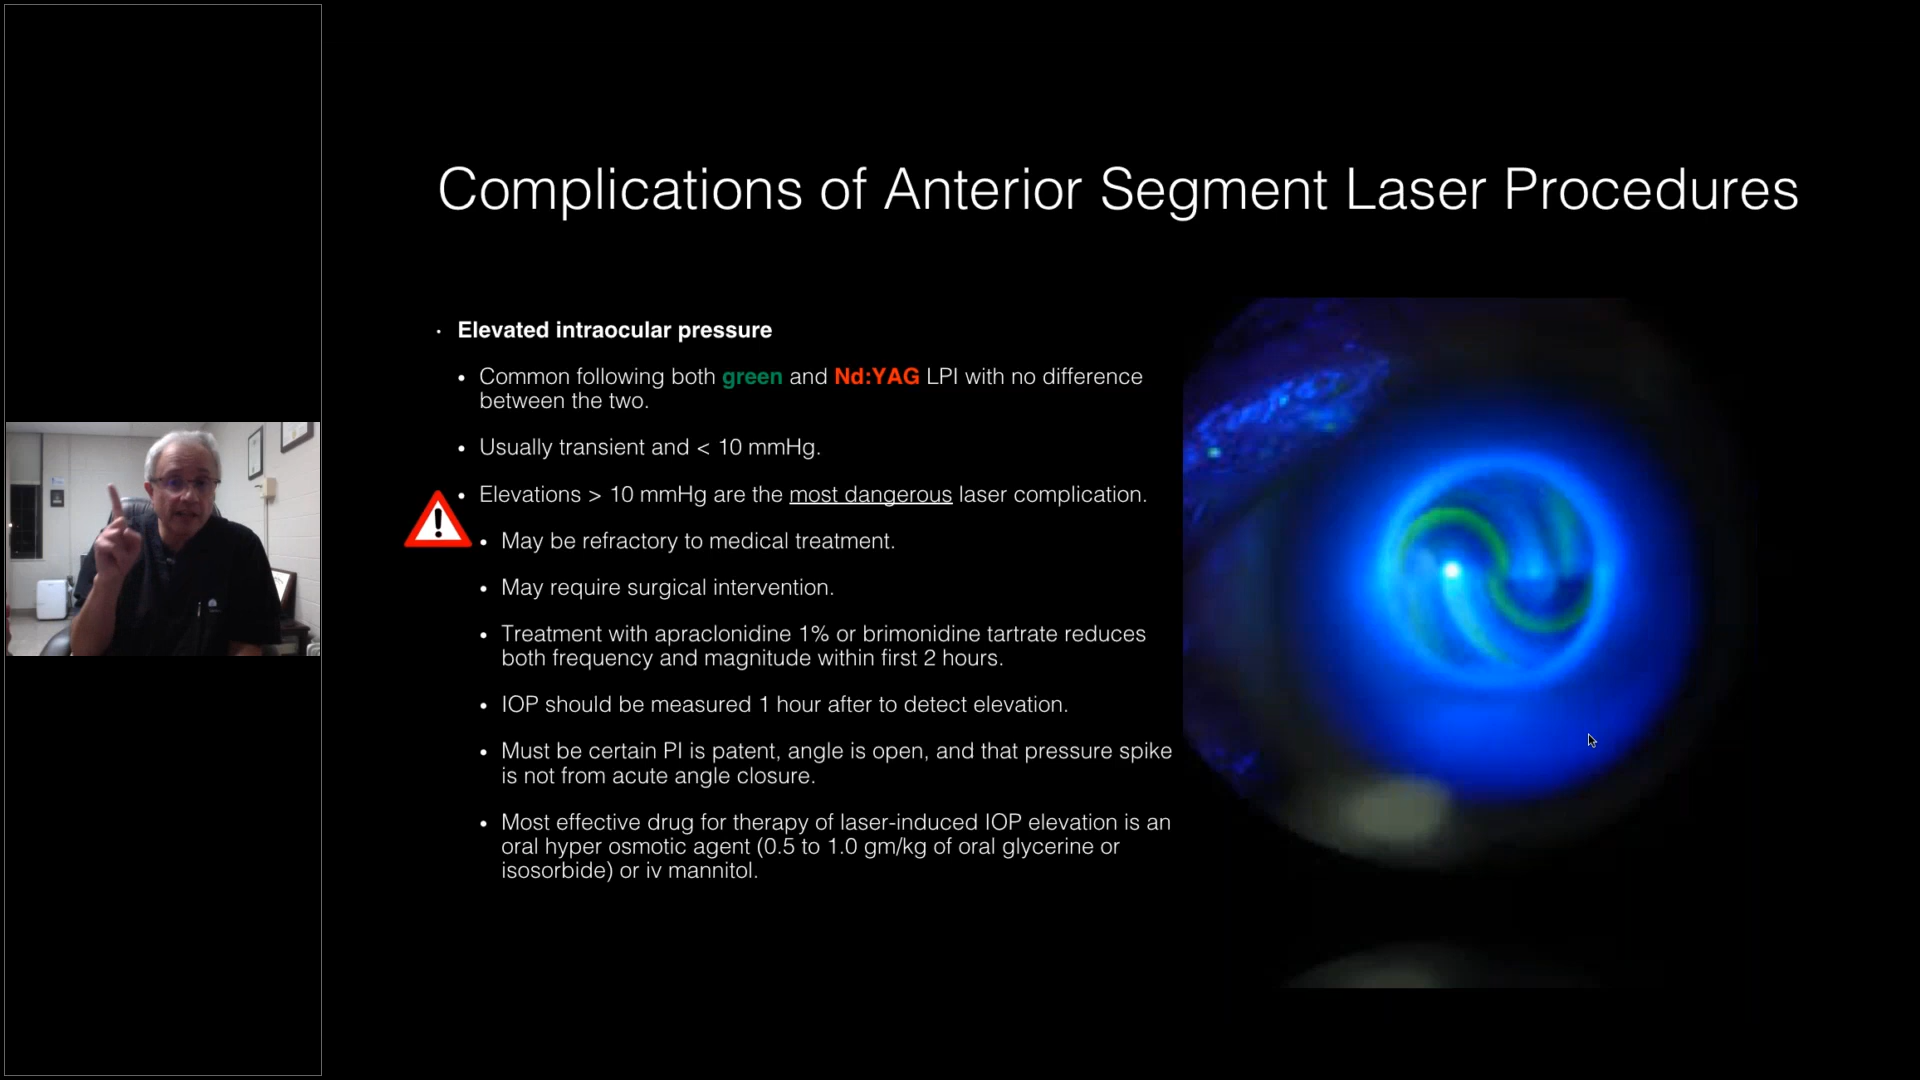 Complications of Anterior Segment Laser Procedures
Elevated intraocular pressure
Common following both green and Nd:YAG LPI with no difference
between the two.
Usually transient and < 10 mmHg.
Elevations > 10 mmHg are the most dangerous laser complication.
May be refractory to medical treatment.
May require surgical intervention.
Treatment with apraclonidine 1% or brimonidine tartrate reduces
both frequency and magnitude within first 2 hours.
IOP should be measured 1 hour after to detect elevation.
Must be certain PI is patent, angle is open, and that pressure spike
is not from acute angle closure.
Most effective drug for therapy of laser-induced IOP elevation is an
oral hyper osmotic agent (0.5 to 1.0 gm/kg of oral glycerine or
isosorbide) or iv mannitol.